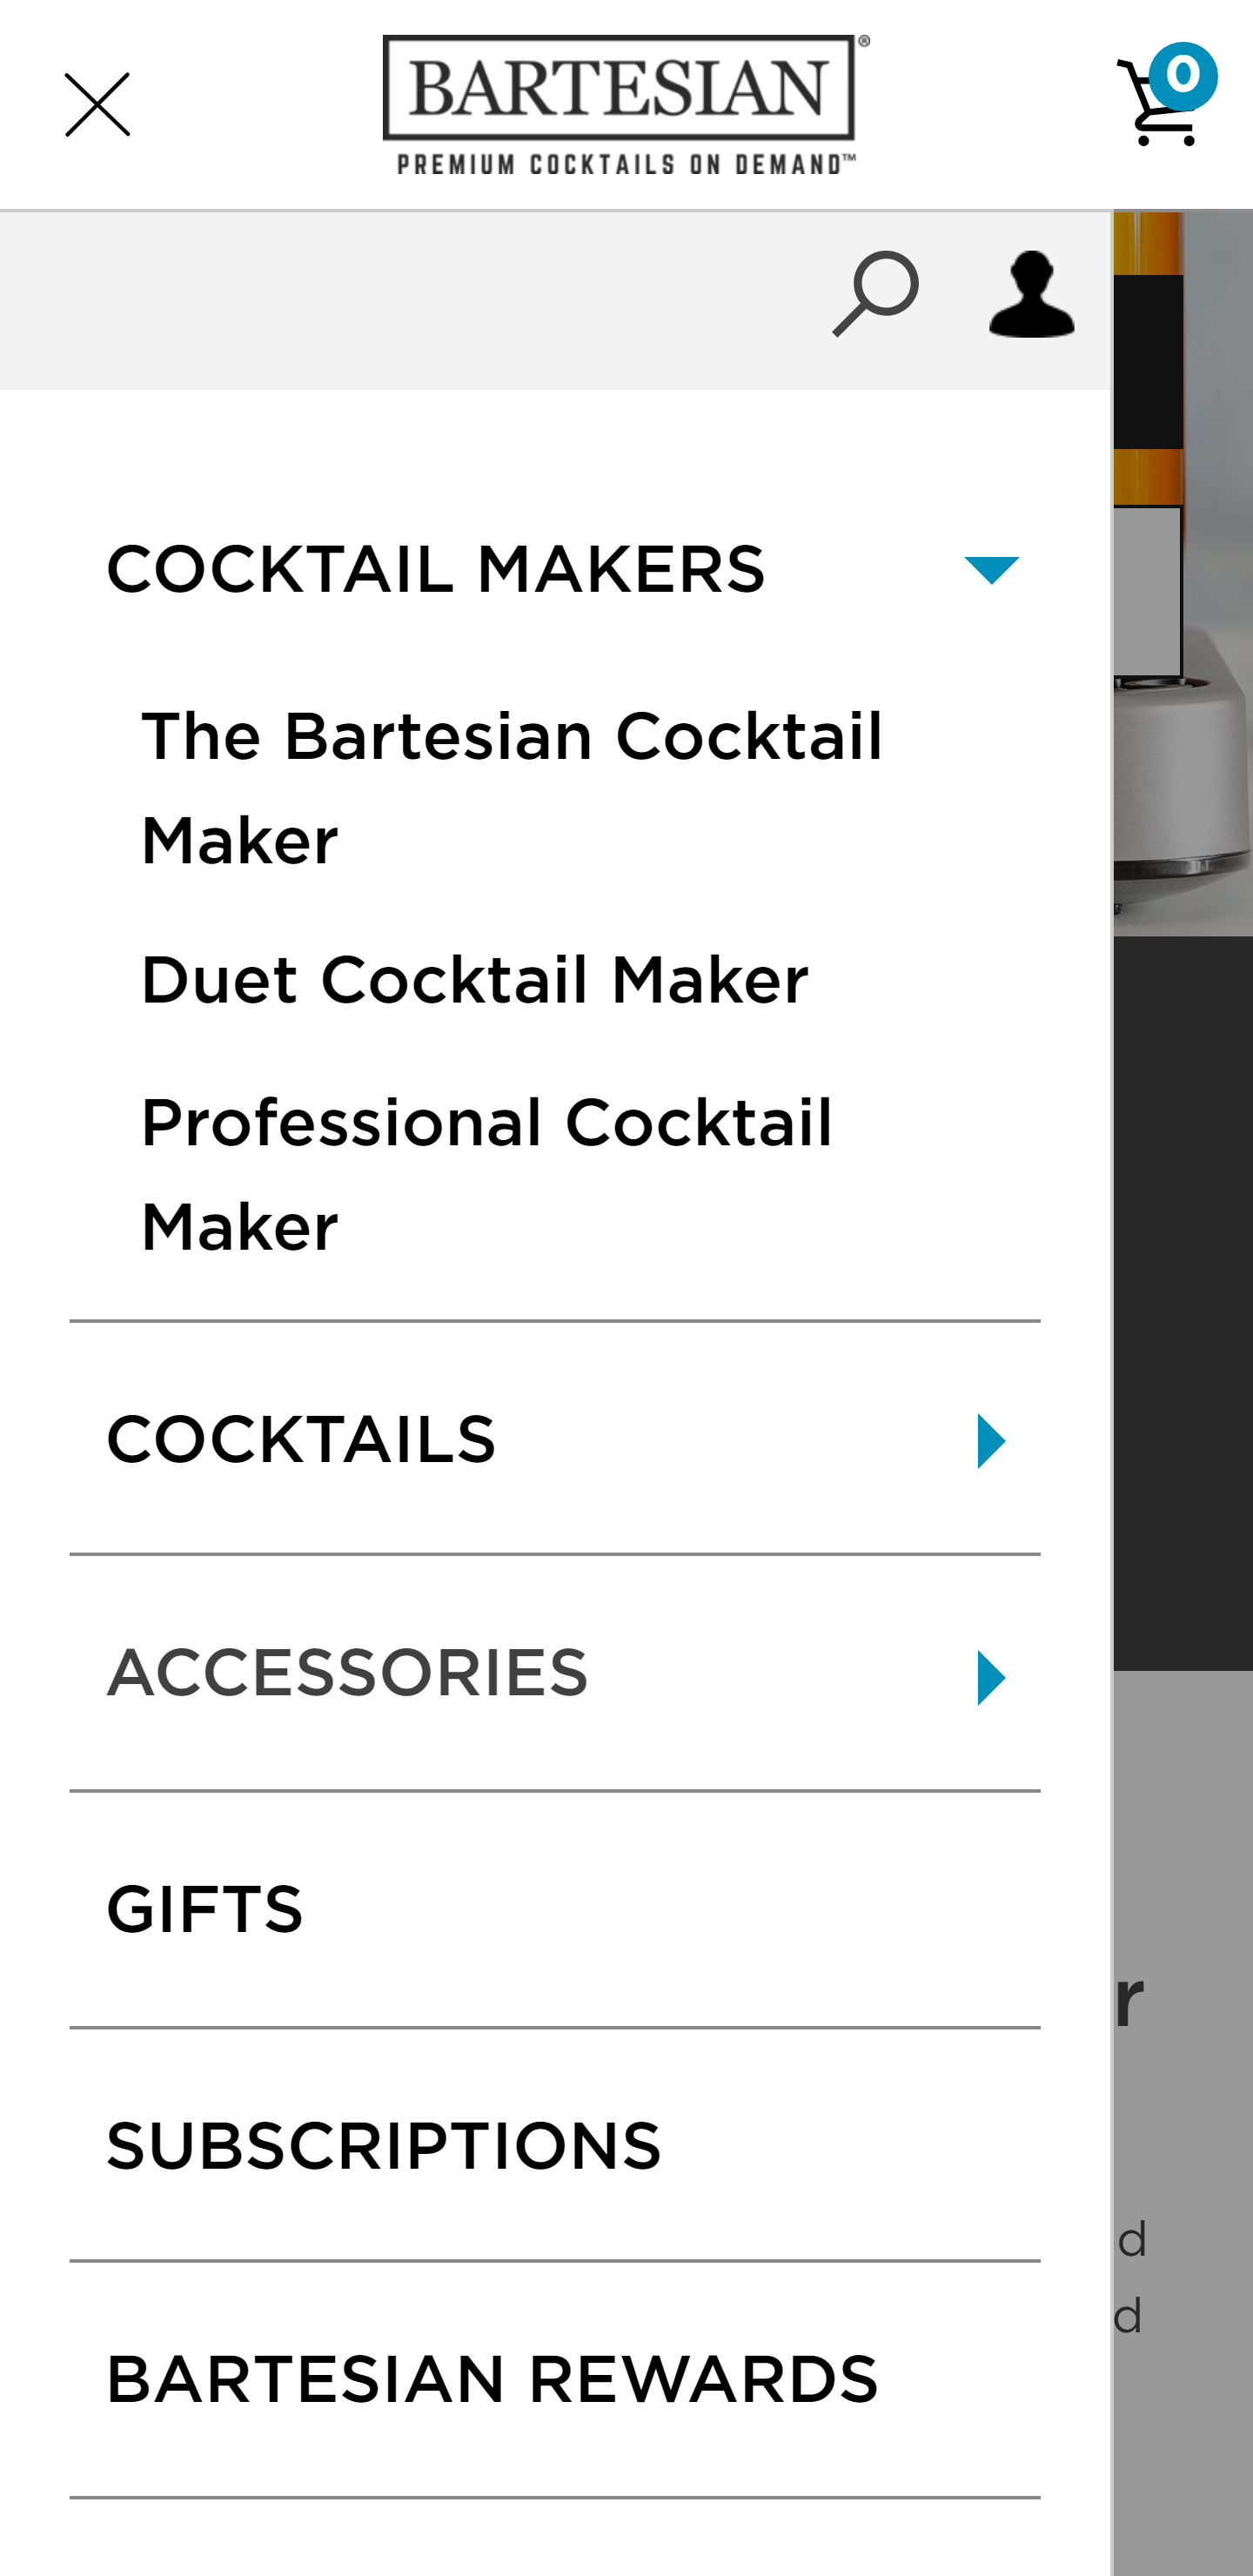 BARTESIAN®
PREMIUM COCKTAILS ON DEMAND™
0
COCKTAIL MAKERS
The Bartesian Cocktail
Maker
Duet Cocktail Maker
Professional Cocktail
Maker
COCKTAILS
ACCESSORIES
GIFTS
r
SUBSCRIPTIONS
d
d
BARTESIAN REWARDS